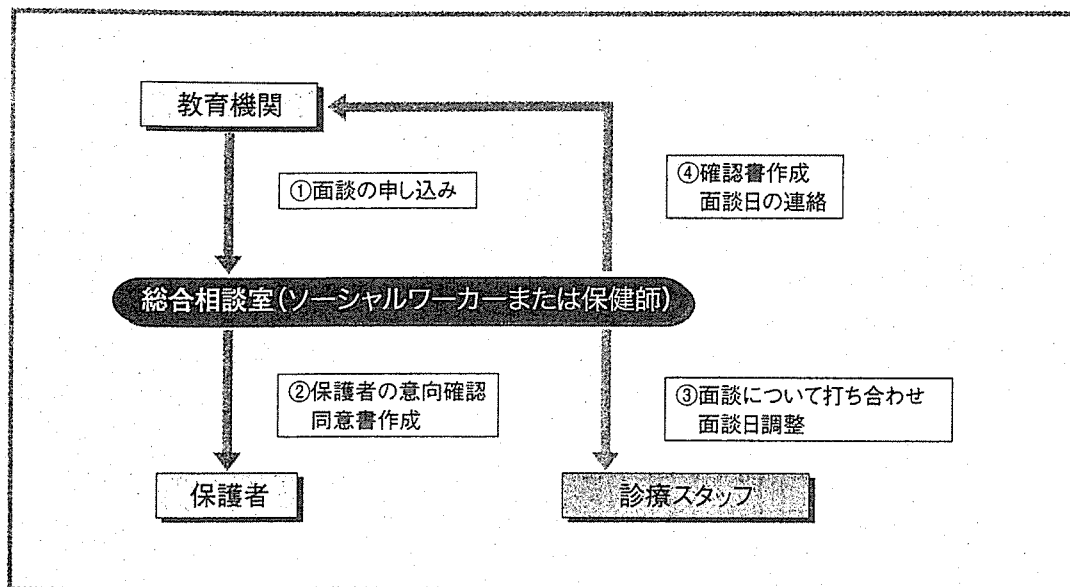 教育機関
①面談の申し込み
④確認書作成
面談日の連絡
総合相談室(ソーシャルワーカーまたは保健師)
②保護者の意向確認
同意書作成
③面談について打ち合わせ
面談日調整
保護者
診療スタッフ